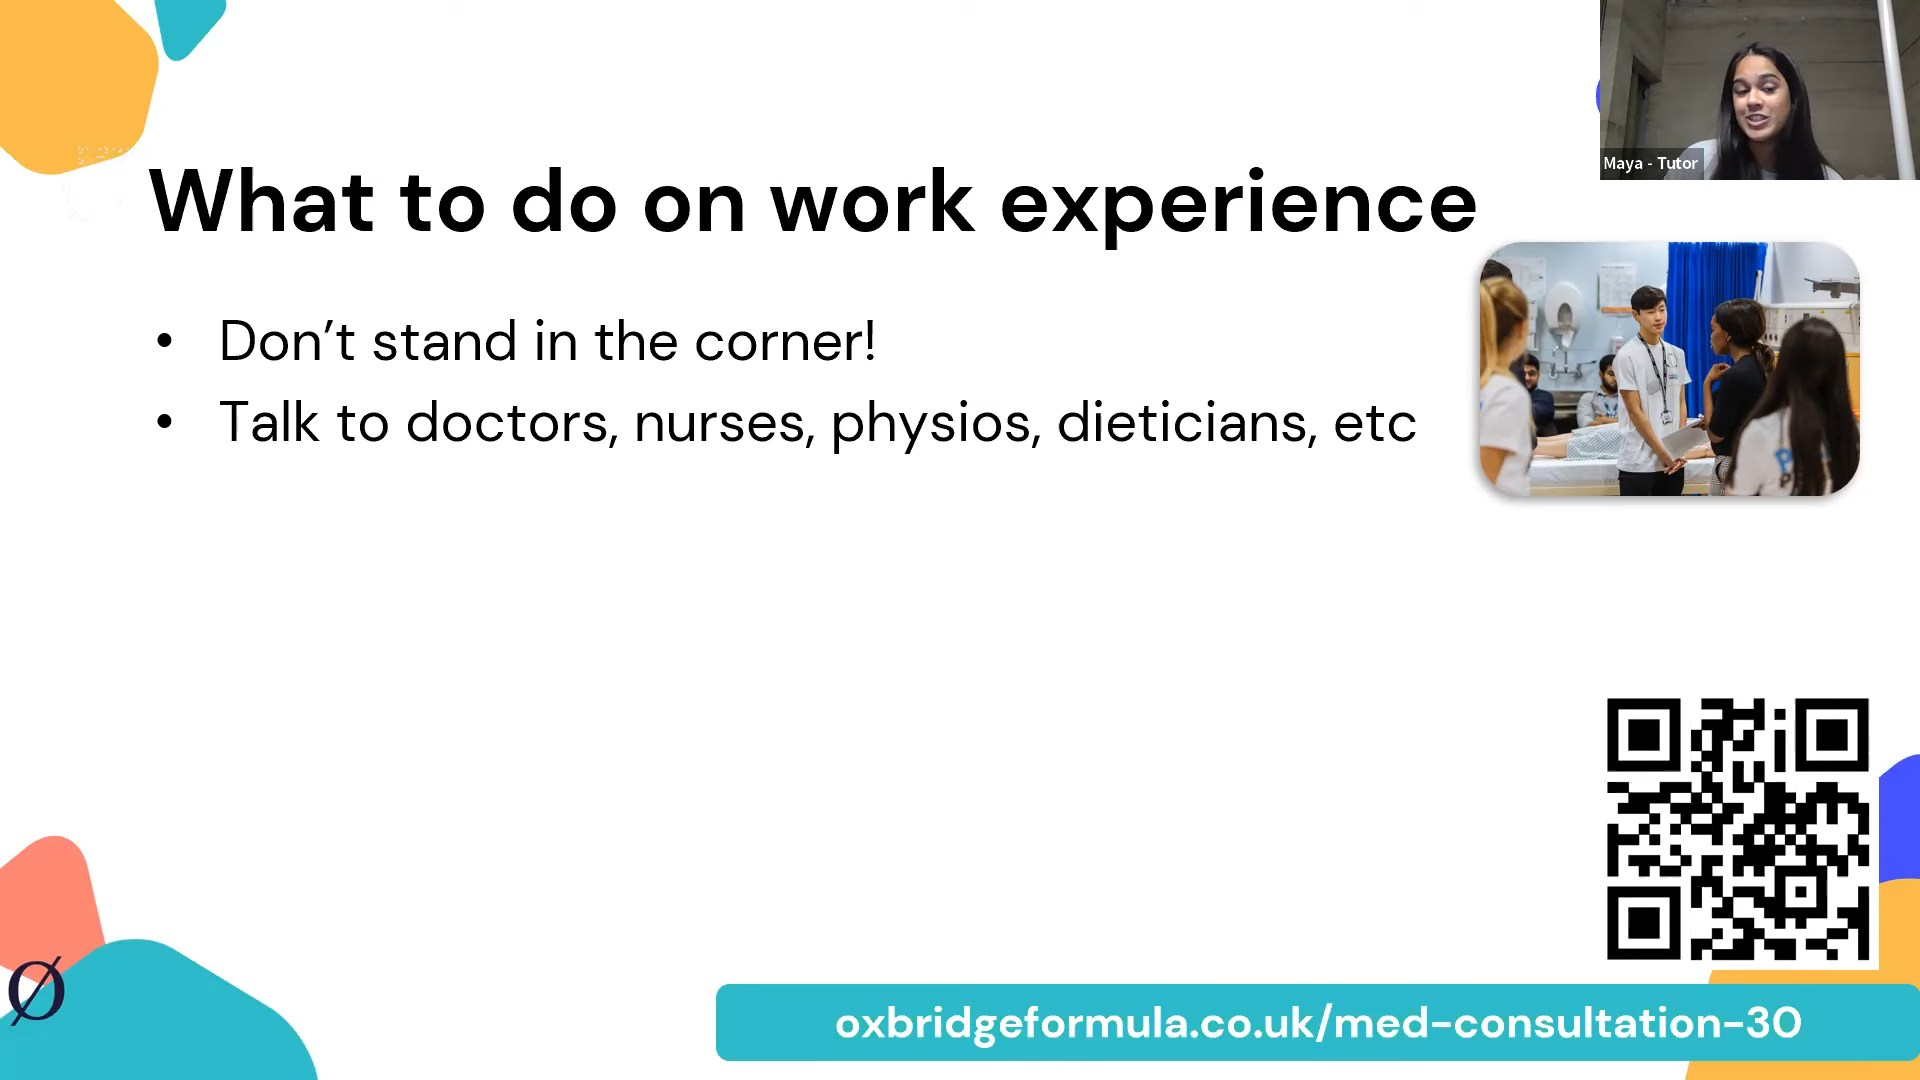 Maya - Tutor
What to do on work experience
• Don’t stand in the corner!
• Talk to doctors, nurses, physios, dieticians, etc
Ø
oxbridgeformula.co.uk/med-consultation-30